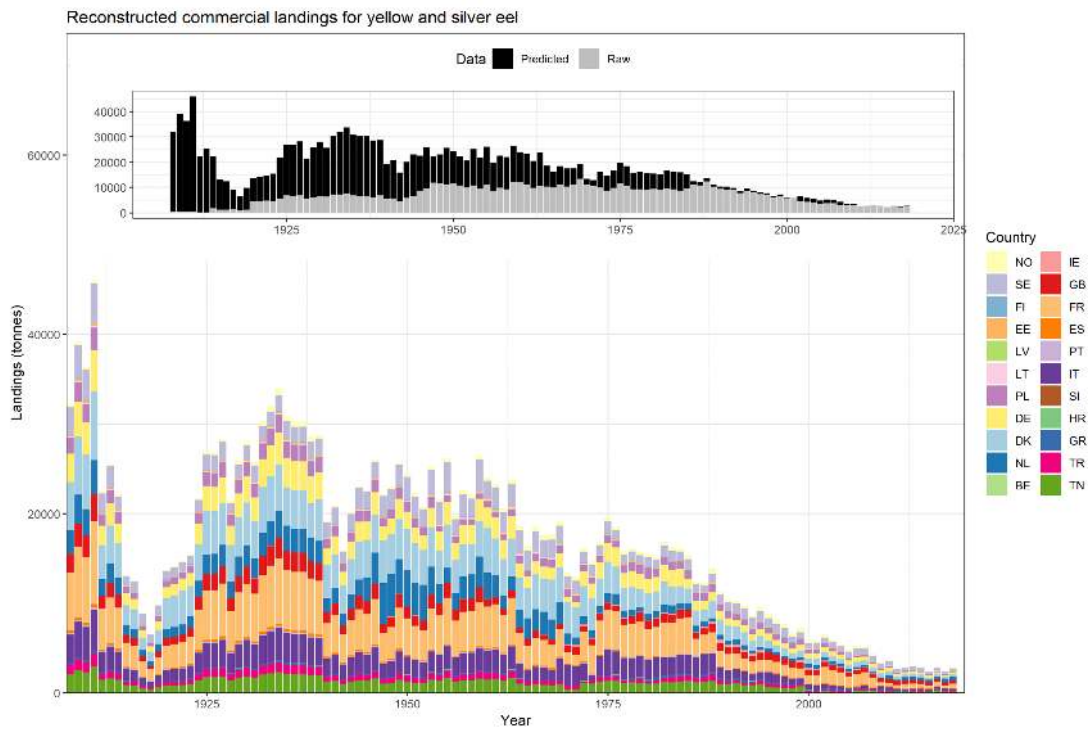 Reconstructed commercial landings for yellow and silver eel
Data Predicted Raw
40000
30000
20000
10000
0
1925 1950 1975 2000 2025
60000
40000
20000
0
Landings (tonnes)
1925 1950 1975 2000
Year
Country
NO IE
SE GB
FI FR
EE ES
LV PT
LT IT
PL SI
DE HR
DK GR
NL TR
BE TN